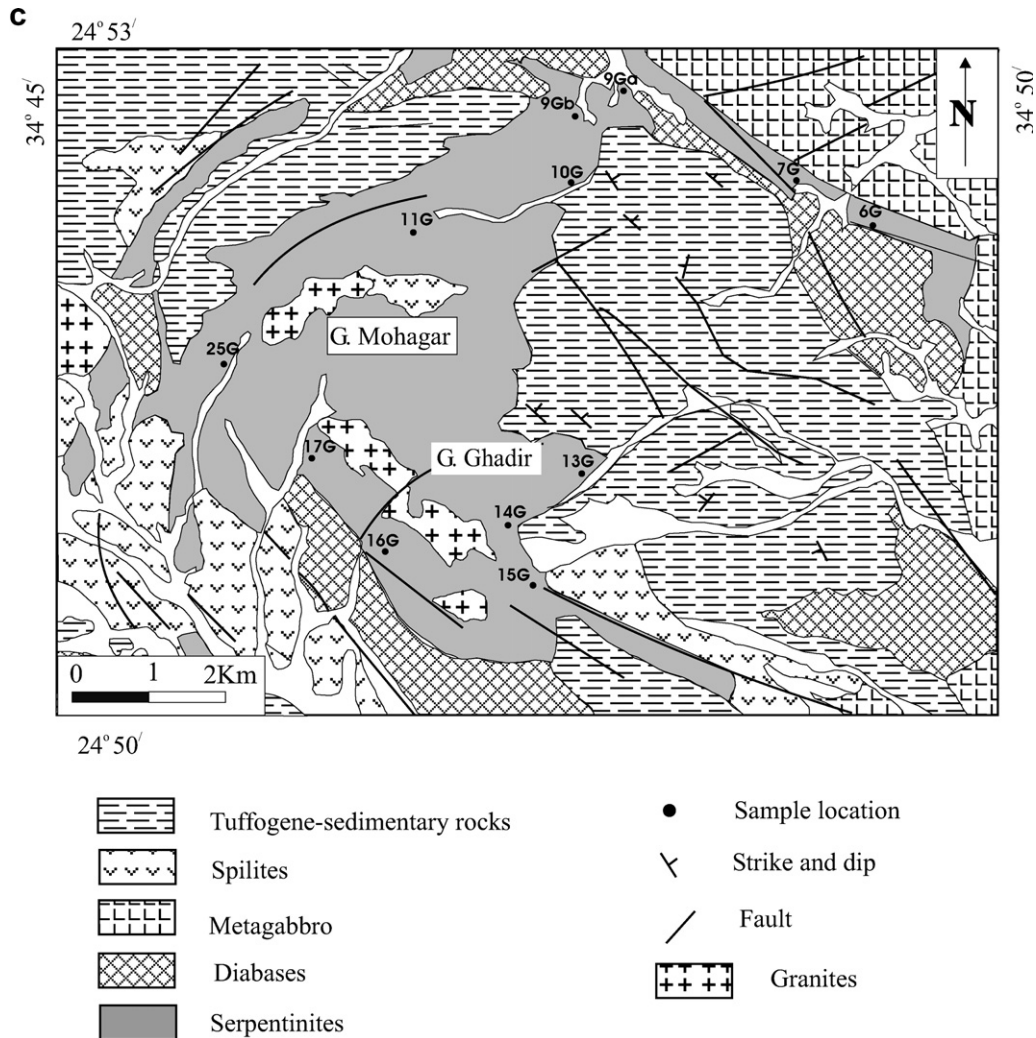 c
24° 53/
34° 45/
34° 50/
N
9Ga
9Gb
7G
10G
6G
11G
G. Mohagar
25G
17G
G. Ghadir
13G
14G
16G
15G
0 1 2Km
24° 50/
Tuffogene-sedimentary rocks
Spilites
Metagabbro
Diabases
Serpentinites
Sample location
Strike and dip
Fault
Granites